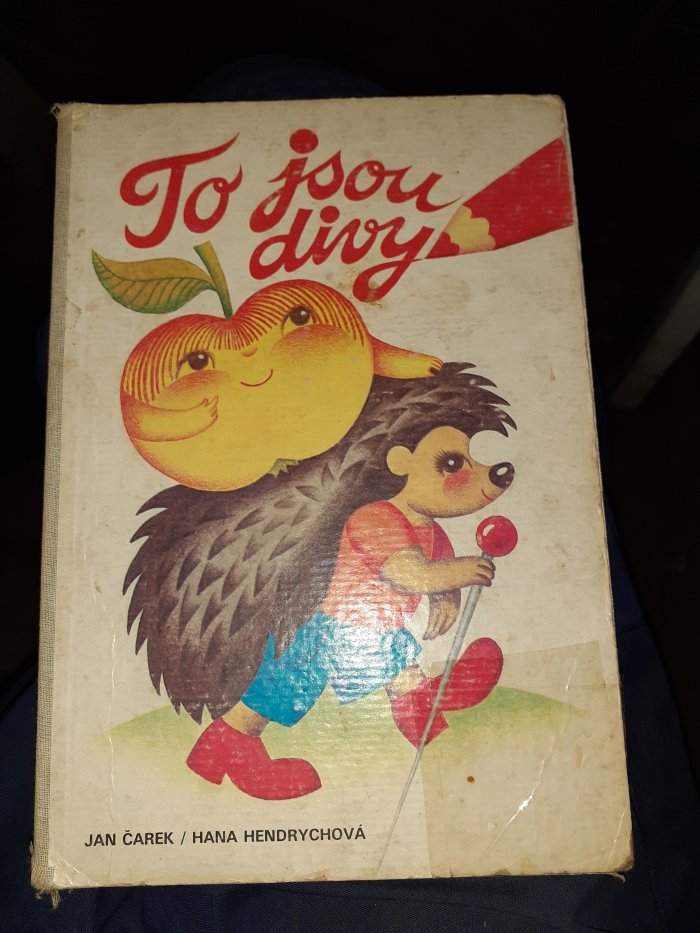 To jsou
divy
JAN ČAREK / HANA HENDRYCHOVÁ